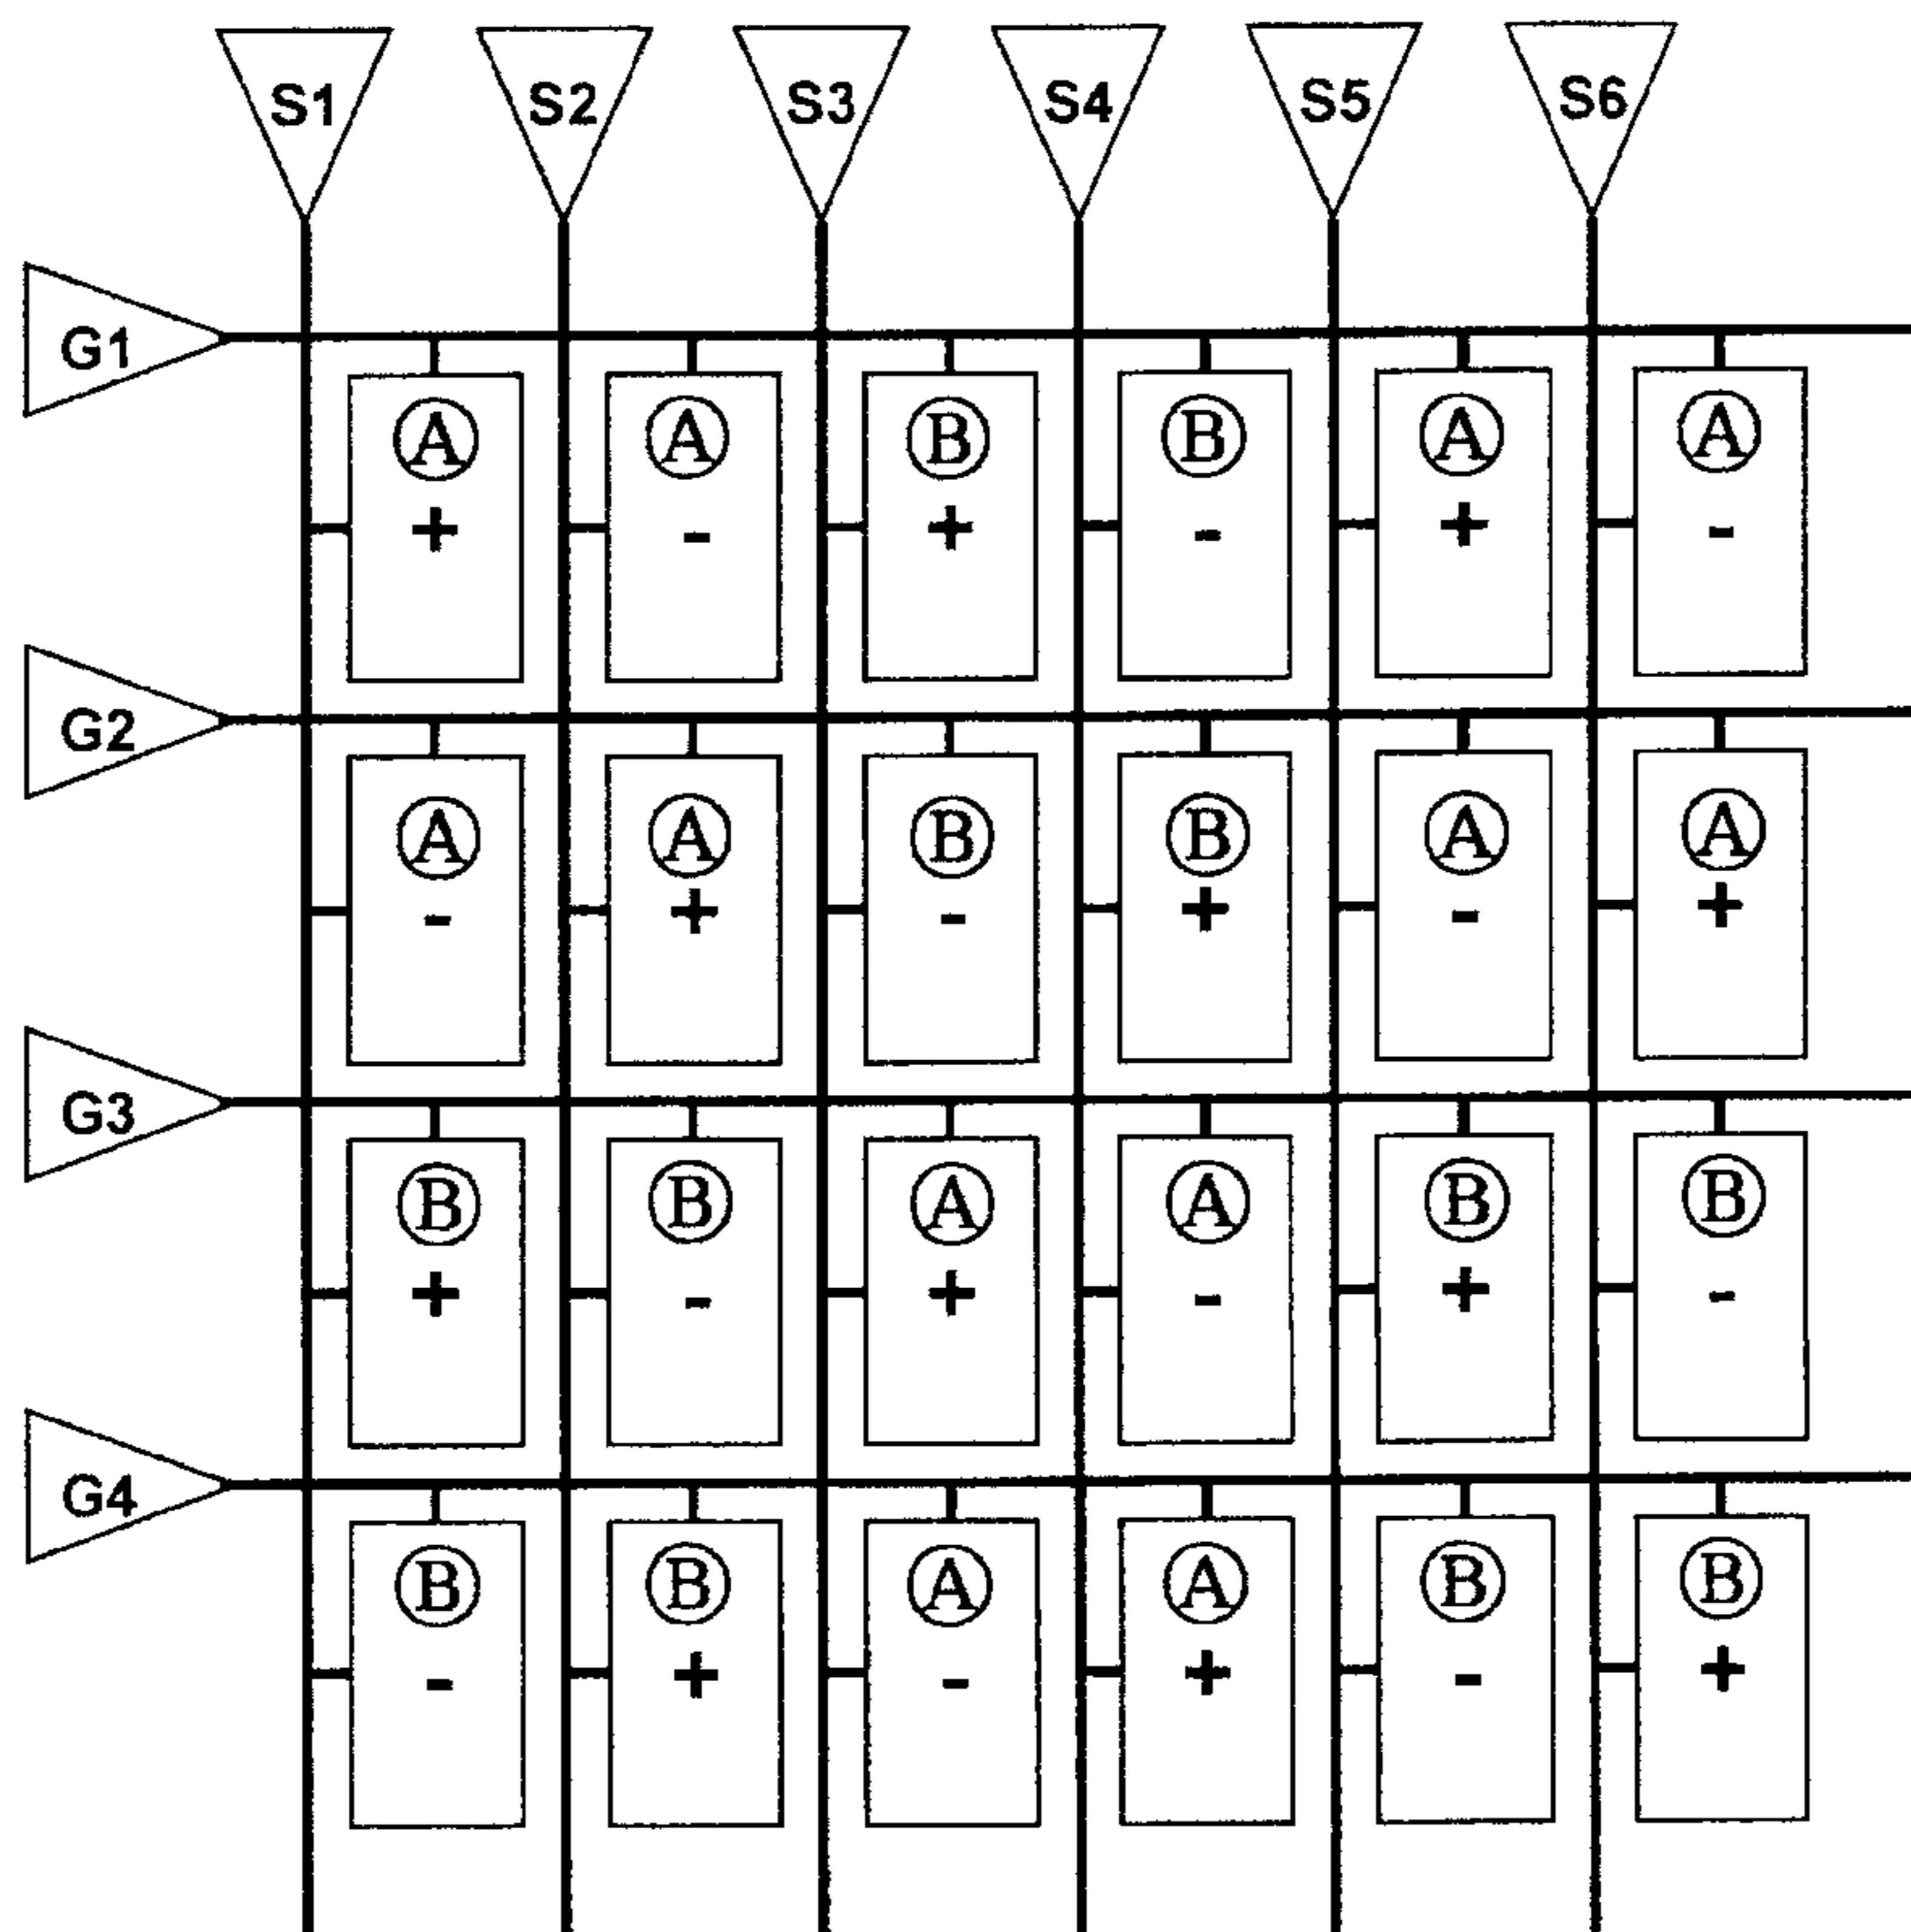 S1 S2 S3 S4 S5 S6
G1
A A B B A A
+ - + - + -
G2
A A B B A A
- + - + - +
G3
B B A A B B
+ - + - + -
G4
B B A A B B
- + - + - +